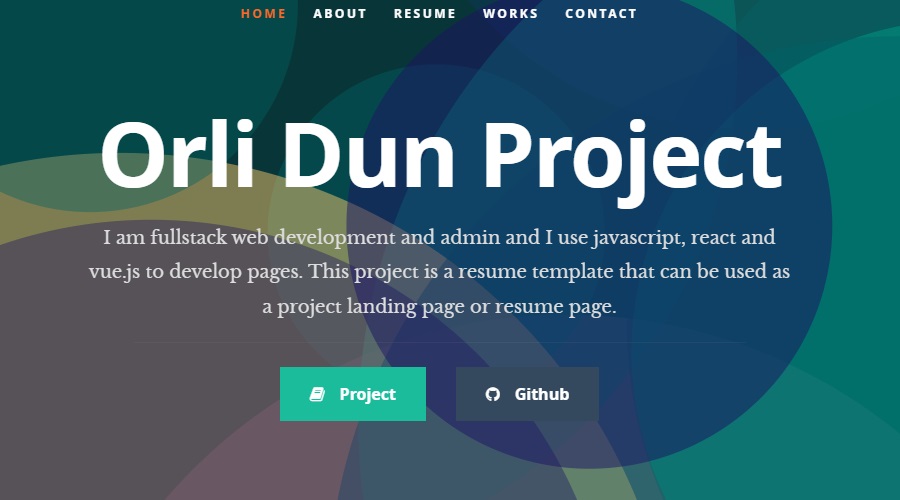 HOME ABOUT RESUME WORKS CONTACT
Orli Dun Project
I am fullstack web development and admin and I use javascript, react and
vue.js to develop pages. This project is a resume template that can be used as
a project landing page or resume page.
Project Github